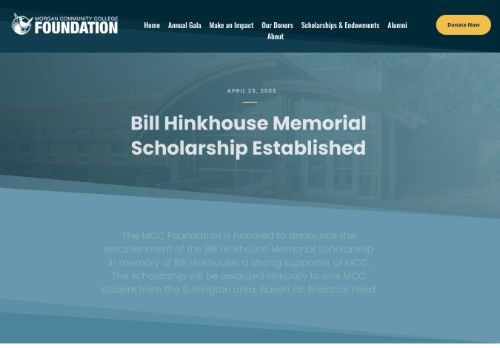 MORGAN COMMUNITY COLLEGE
FOUNDATION
Home Annual Gala Make an Impact Our Donors Scholarships & Endowments Alumni
About
Donate Now
APRIL 25, 2023
Bill Hinkhouse Memorial
Scholarship Established
The MCC Foundation is honored to announce the
establishment of the Bill Hinkhouse Memorial Scholarship
in memory of Bill Hinkhouse, a strong supporter of MCC.
The scholarship will be awarded annually to one MCC
student from the Burlington area, based on financial need.